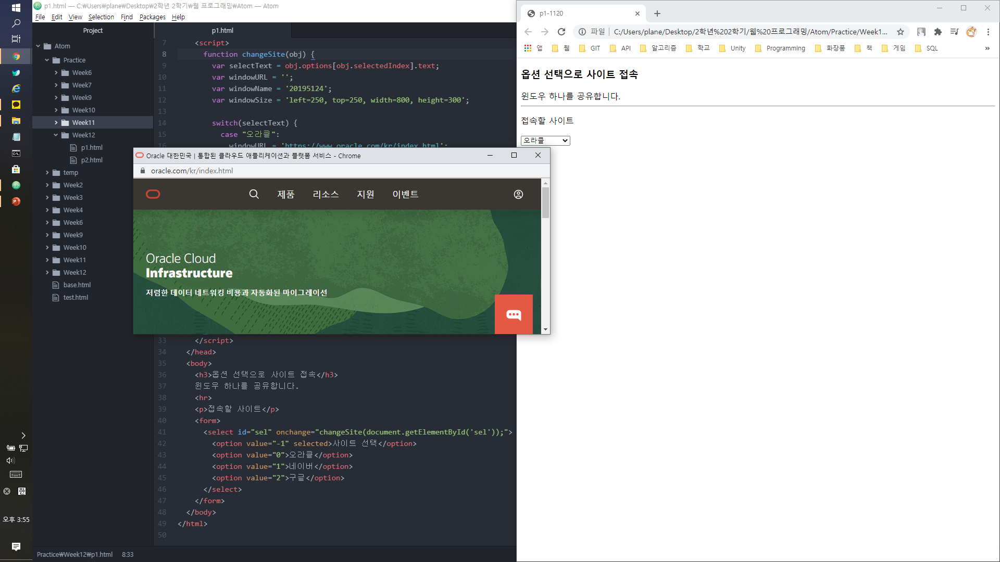 p1.html — C:₩Users₩plane₩Desktop₩2학년 2학기₩웹 프로그래밍₩Atom — Atom
File Edit View Selection Find Packages Help
Project
Atom
Practice
Week6
Week7
Week9
Week10
Week11
Week12
p1.html
p2.html
temp
Week2
Week3
Week4
Week6
Week9
Week10
Week11
Week12
base.html
test.html
p1.html
7 <script>
8 function changeSite(obj) {
9 var selectText = obj.options[obj.selectedIndex].text;
10 var windowURL = '';
11 var windowName = '20195124';
12 var windowSize = 'left=250, top=250, width=800, height=300';
13
14 switch(selectText) {
15 case "오라클":
16 windowURL = 'https://www.oracle.com/kr/index.html';
33 </script>
34 </head>
35 <body>
36 <h3>옵션 선택으로 사이트 접속</h3>
37 윈도우 하나를 공유합니다.
38 <hr>
39 <p>접속할 사이트</p>
40 <form>
41 <select id="sel" onchange="changeSite(document.getElementById('sel'));">
42 <option value="-1" selected>사이트 선택</option>
43 <option value="0">오라클</option>
44 <option value="1">네이버</option>
45 <option value="2">구글</option>
46 </select>
47 </form>
48 </body>
49 </html>
50
Practice₩Week12₩p1.html 8:33
Oracle 대한민국 | 통합된 클라우드 애플리케이션과 플랫폼 서비스 - Chrome
oracle.com/kr/index.html
제품 리소스 지원 이벤트
Oracle Cloud
Infrastructure
저렴한 데이터 네트워킹 비용과 자동화된 마이그레이션
p1-1120
파일 | C:/Users/plane/Desktop/2학년%202학기/웹%20프로그래밍/Atom/Practice/Week1...
앱 웹 GIT API 알고리즘 학교 Unity Programming 화장품 책 게임 SQL »
옵션 선택으로 사이트 접속
윈도우 하나를 공유합니다.
접속할 사이트
오라클
한
오후 3:55